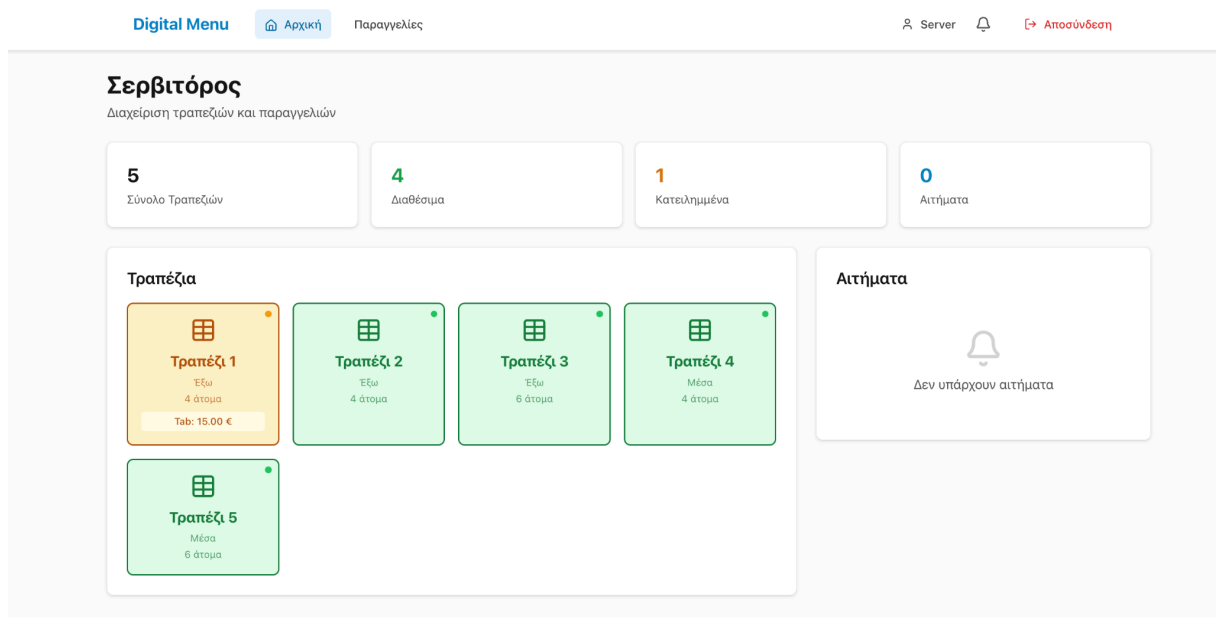 Digital Menu Αρχική Παραγγελίες Server Αποσύνδεση
Σερβιτόρος
Διαχείριση τραπεζιών και παραγγελιών
5 4 1 0
Σύνολο Τραπεζιών Διαθέσιμα Κατειλημμένα Αιτήματα
Τραπέζια
Τραπέζι 1
Έξω
4 άτομα
Tab: 15.00 €
Τραπέζι 2
Έξω
4 άτομα
Τραπέζι 3
Έξω
6 άτομα
Τραπέζι 4
Μέσα
4 άτομα
Τραπέζι 5
Μέσα
6 άτομα
Αιτήματα
Δεν υπάρχουν αιτήματα